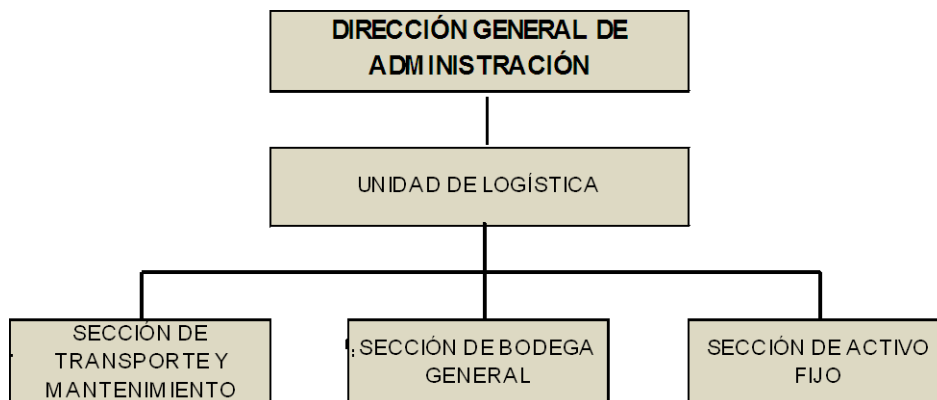 DIRECCIÓN GENERAL DE
ADMINISTRACIÓN
UNIDAD DE LOGÍSTICA
SECCIÓN DE
TRANSPORTE Y
MANTENIMIENTO
SECCIÓN DE BODEGA
GENERAL
SECCIÓN DE ACTIVO
FIJO